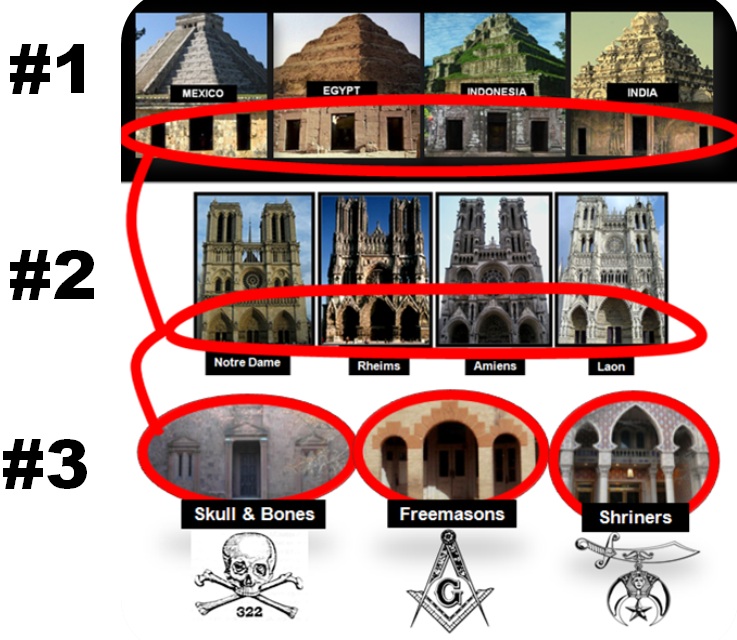 #1
MEXICO
EGYPT
INDONESIA
INDIA
#2
Notre Dame
Rheims
Amiens
Laon
#3
Skull & Bones
Freemasons
Shriners
322
G